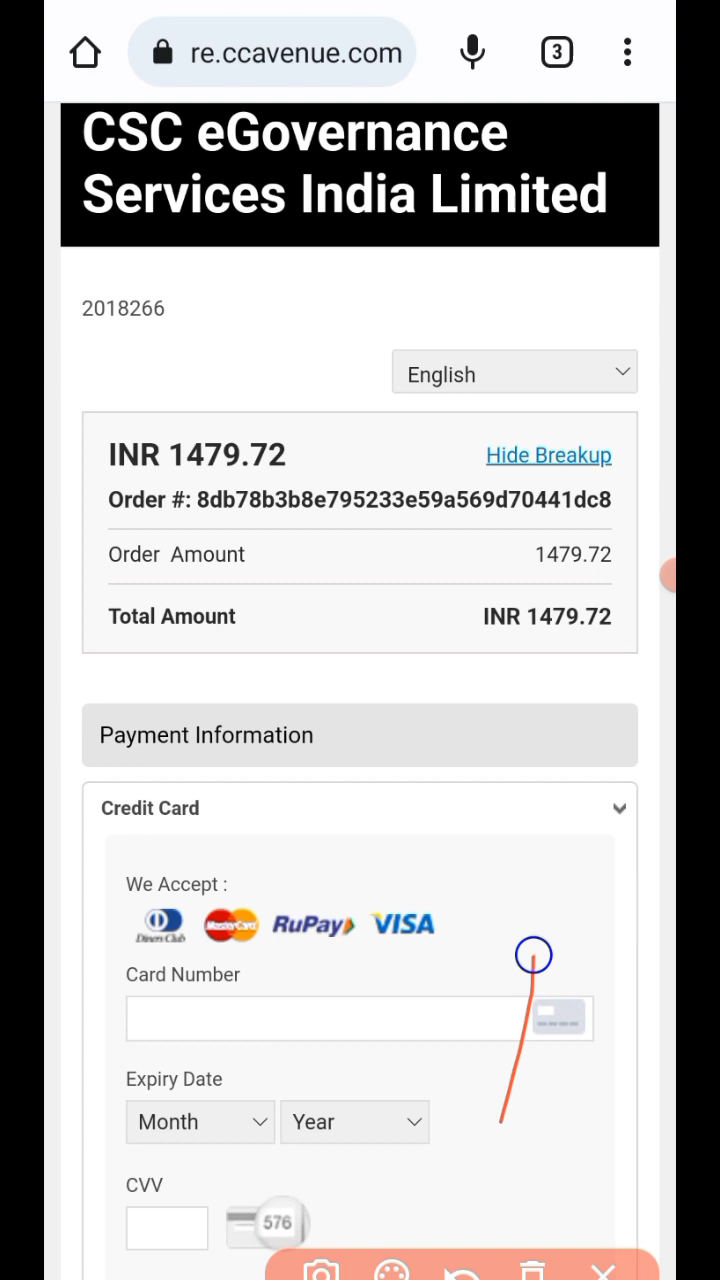 3
re.ccavenue.com
CSC eGovernance
Services India Limited
2018266
English
INR 1479.72 Hide Breakup
Order #: 8db78b3b8e795233e59a569d70441dc8
Order Amount 1479.72
Total Amount INR 1479.72
Payment Information
Credit Card
We Accept :
Diners Club MasterCard RuPay VISA
Card Number
Expiry Date
Month Year
CVV
576